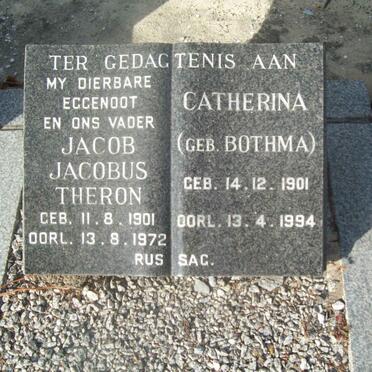 TER GEDAGTENIS AAN
MY DIERBARE
EGGENOOT
EN ONS VADER
JACOB
JACOBUS
THERON
GEB. 11.8.1901
OORL. 13.8.1972
CATHERINA
(GEB. BOTHMA)
GEB. 14.12.1901
OORL. 13.4.1994
RUS SAG.